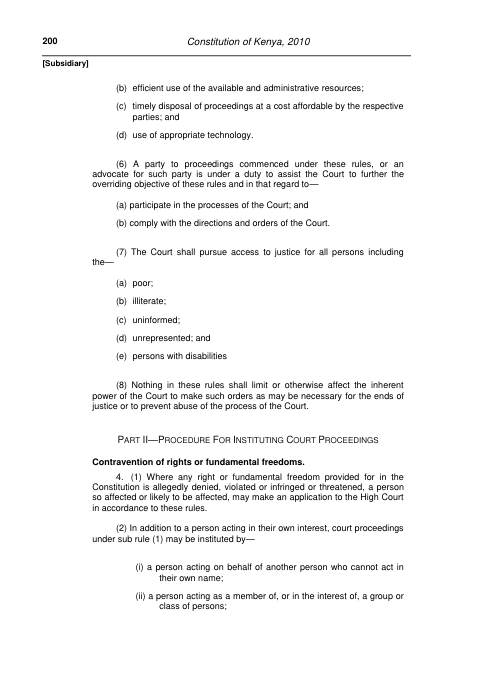 200
Constitution of Kenya, 2010
[Subsidiary]
(b) efficient use of the available and administrative resources;
(c) timely disposal of proceedings at a cost affordable by the respective
parties; and
(d) use of appropriate technology.
(6) A party to proceedings commenced under these rules, or an
advocate for such party is under a duty to assist the Court to further the
overriding objective of these rules and in that regard to—
(a) participate in the processes of the Court; and
(b) comply with the directions and orders of the Court.
(7) The Court shall pursue access to justice for all persons including
the—
(a) poor;
(b) illiterate;
(c) uninformed;
(d) unrepresented; and
(e) persons with disabilities
(8) Nothing in these rules shall limit or otherwise affect the inherent
power of the Court to make such orders as may be necessary for the ends of
justice or to prevent abuse of the process of the Court.
PART II—PROCEDURE FOR INSTITUTING COURT PROCEEDINGS
Contravention of rights or fundamental freedoms.
4. (1) Where any right or fundamental freedom provided for in the
Constitution is allegedly denied, violated or infringed or threatened, a person
so affected or likely to be affected, may make an application to the High Court
in accordance to these rules.
(2) In addition to a person acting in their own interest, court proceedings
under sub rule (1) may be instituted by—
(i) a person acting on behalf of another person who cannot act in
their own name;
(ii) a person acting as a member of, or in the interest of, a group or
class of persons;